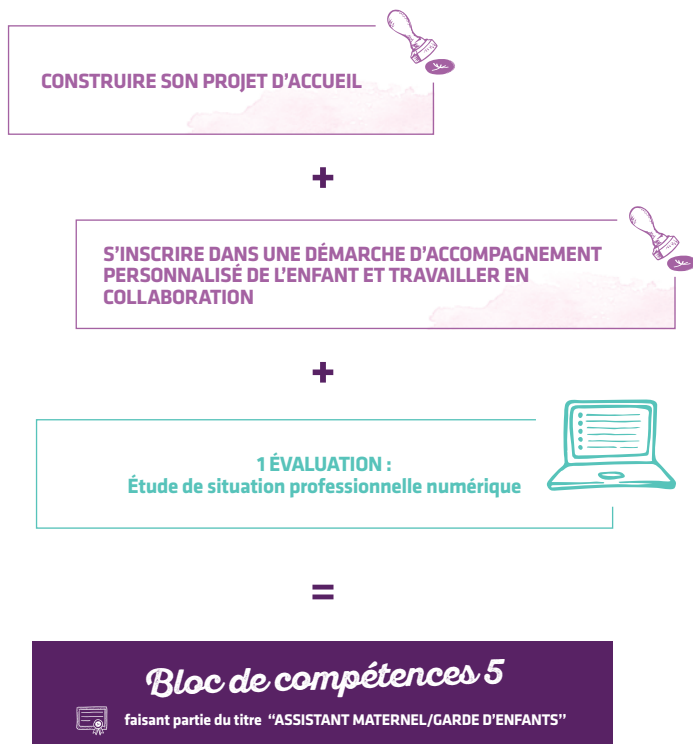 CONSTRUIRE SON PROJET D'ACCUEIL
+
S'INSCRIRE DANS UNE DÉMARCHE D'ACCOMPAGNEMENT
PERSONNALISÉ DE L'ENFANT ET TRAVAILLER EN
COLLABORATION
+
1 ÉVALUATION :
Étude de situation professionnelle numérique
=
Bloc de compétences 5
faisant partie du titre "ASSISTANT MATERNEL/GARDE D'ENFANTS"